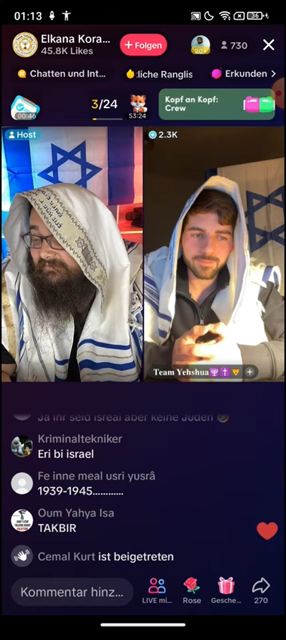 01:13
54
Elkana Kora...
45.8K Likes
+ Folgen
730
Chatten und Int...
:liche Ranglis
Erkunden >
00:46
3/24
53:24
Kopf an Kopf:
Crew
Host
2.3K
Team Yehshua
Ja ihr seid isreal aber keine Juden
Kriminaltekniker
Eri bi israel
Fe inne meal usri yusrâ
1939-1945............
Oum Yahya Isa
TAKBIR
Cemal Kurt ist beigetreten
Kommentar hinz...
LIVE mi...
Rose
Gesche...
270